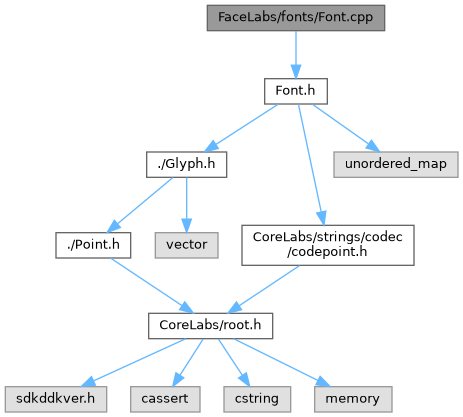 FaceLabs/fonts/Font.cpp
Font.h
./Glyph.h
unordered_map
./Point.h
vector
CoreLabs/strings/codec
/codepoint.h
CoreLabs/root.h
sdkddkver.h
cassert
cstring
memory